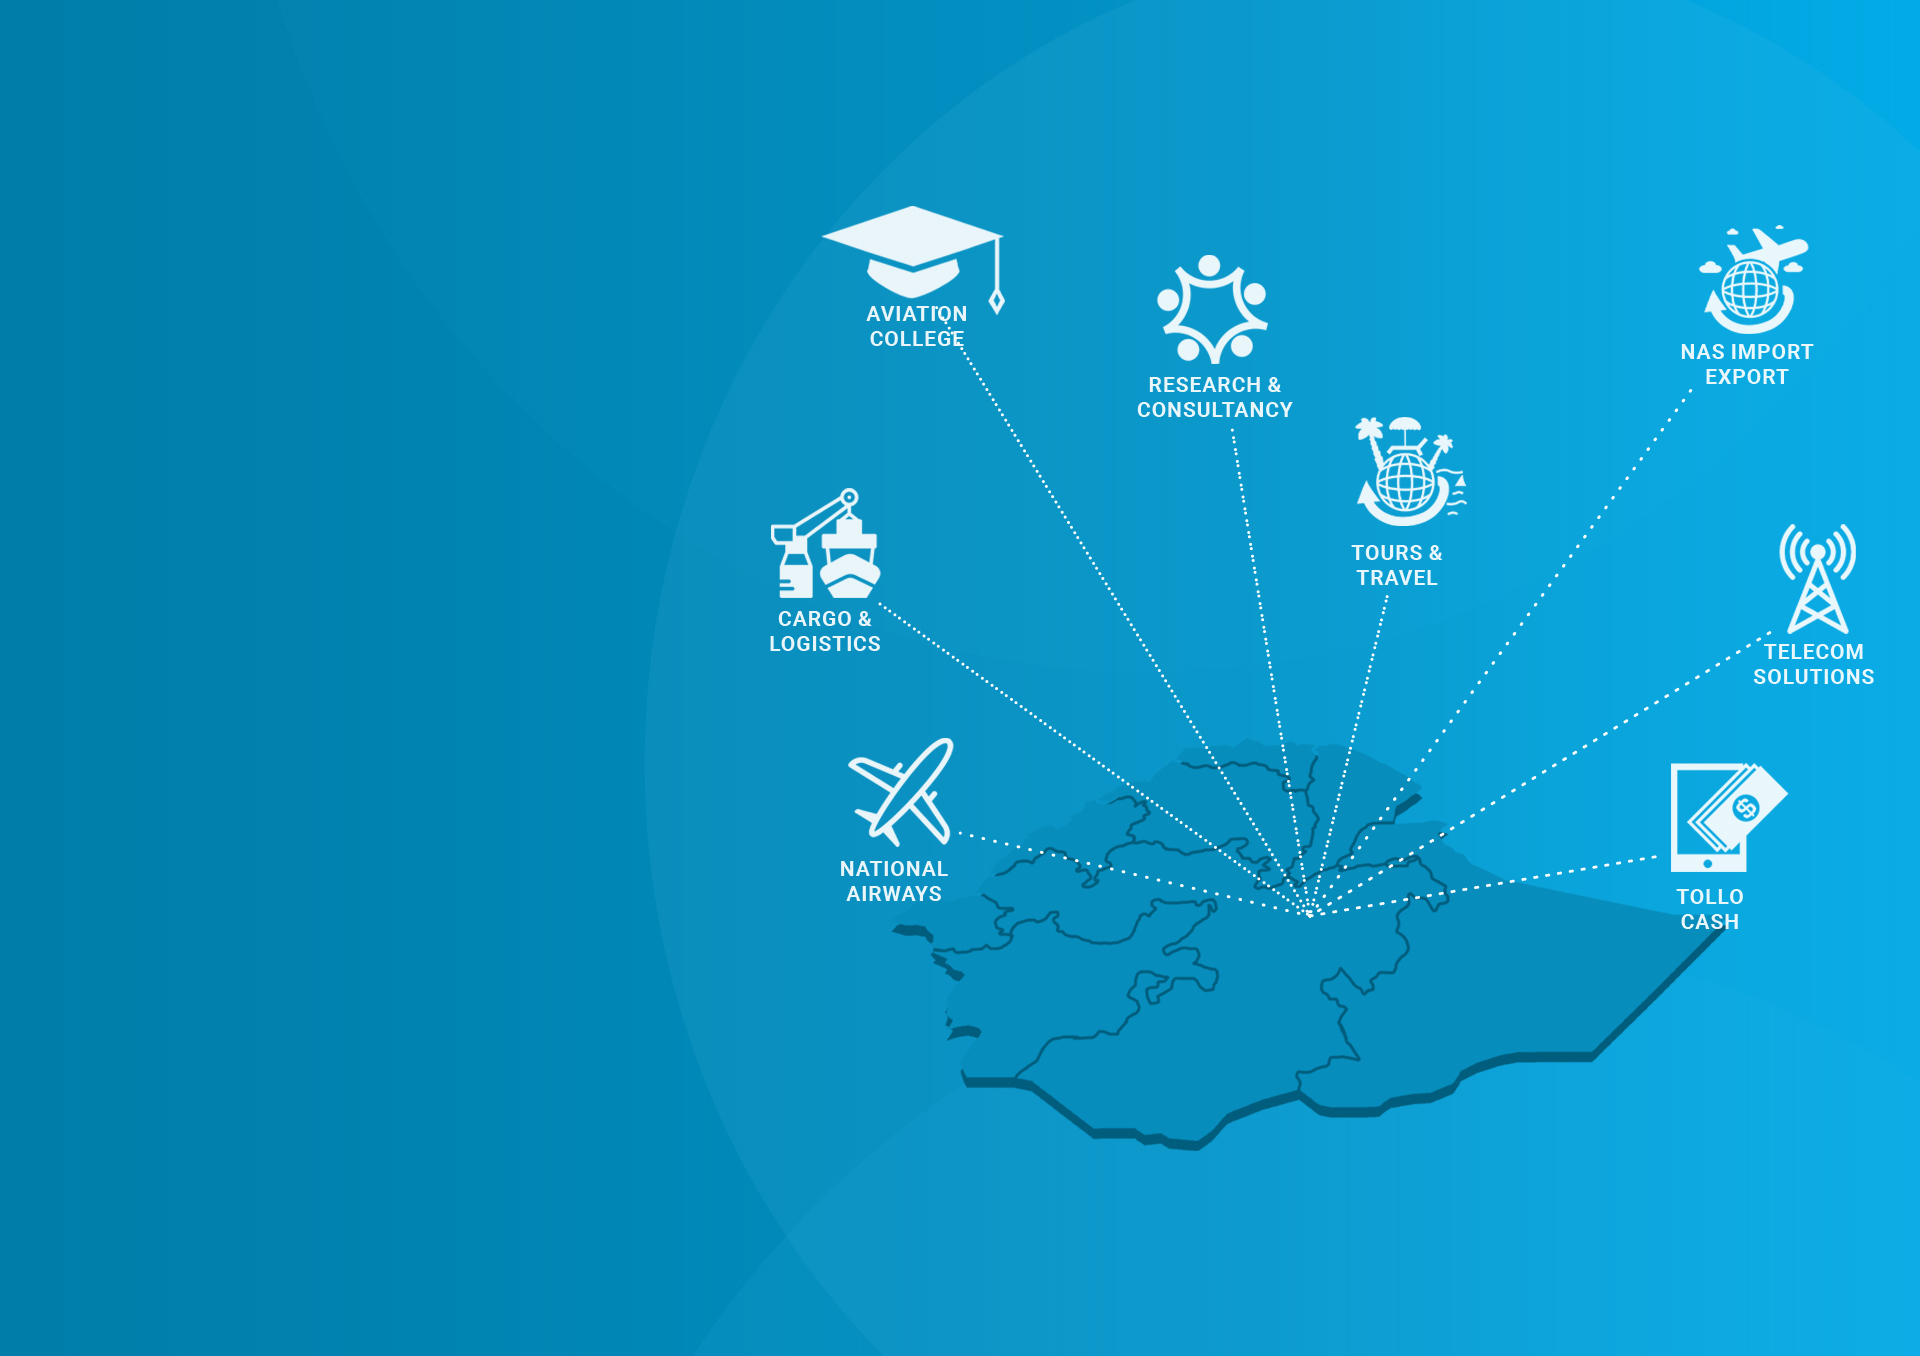 AVIATION
COLLEGE
RESEARCH &
CONSULTANCY
NAS IMPORT
EXPORT
TOURS &
TRAVEL
CARGO &
LOGISTICS
TELECOM
SOLUTIONS
NATIONAL
AIRWAYS
$
TOLLO
CASH